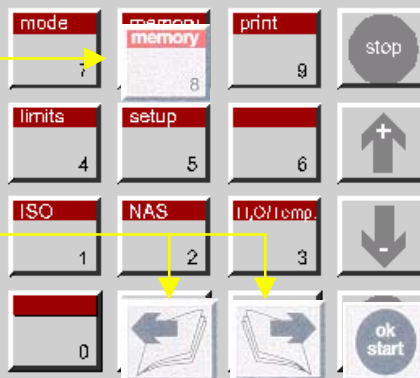 mode
7
memory
memory
8
print
9
stop
limits
4
setup
5
6
+
ISO
1
NAS
2
H2O/Temp.
3
-
0
ok
start